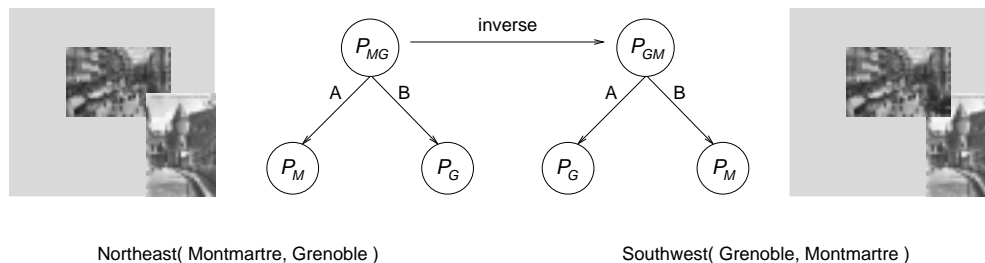 inverse
P_MG
P_GM
A B
A B
P_M P_G
P_G P_M
Northeast( Montmartre, Grenoble )
Southwest( Grenoble, Montmartre )